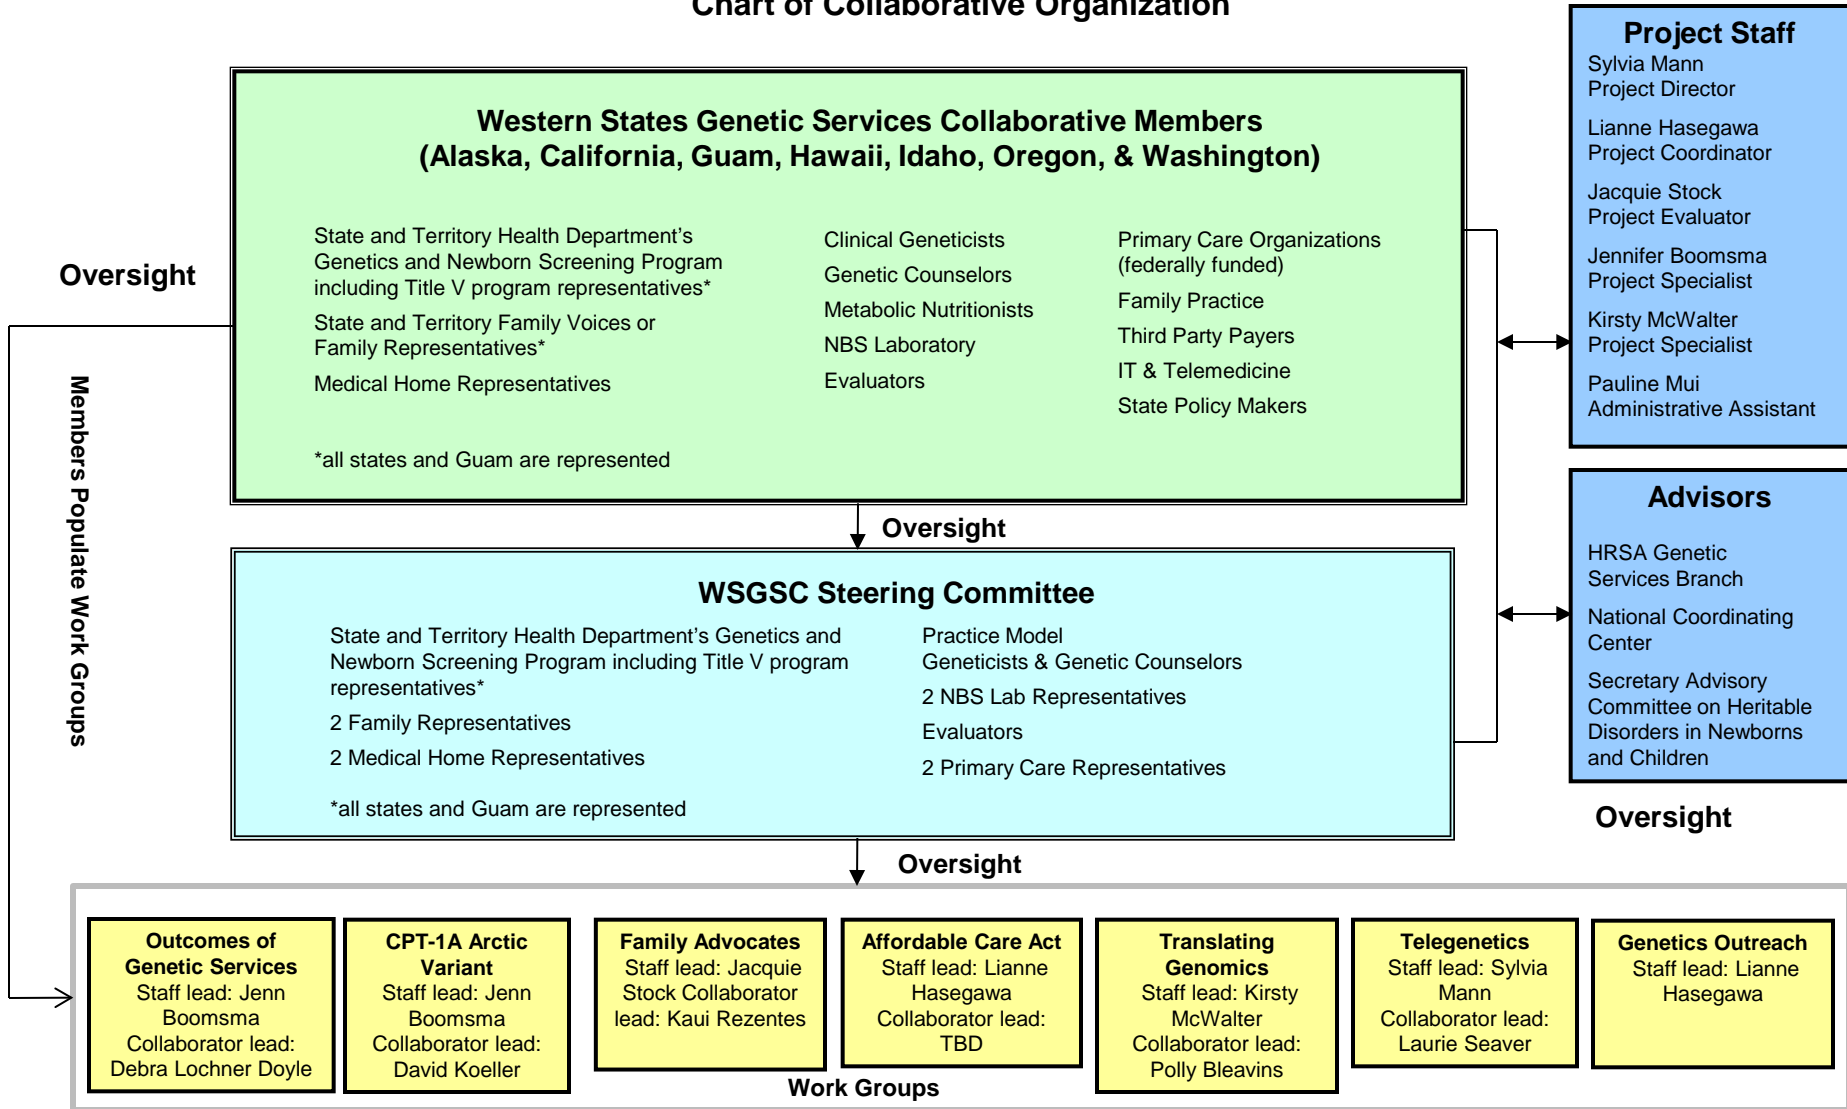 Chart of Collaborative Organization
Project Staff
Sylvia Mann
Project Director
Lianne Hasegawa
Project Coordinator
Jacquie Stock
Project Evaluator
Jennifer Boomsma
Project Specialist
Kirsty McWalter
Project Specialist
Pauline Mui
Administrative Assistant
Western States Genetic Services Collaborative Members
(Alaska, California, Guam, Hawaii, Idaho, Oregon, & Washington)
State and Territory Health Department's
Genetics and Newborn Screening Program
including Title V program representatives*
State and Territory Family Voices or
Family Representatives*
Medical Home Representatives
*all states and Guam are represented
Clinical Geneticists
Genetic Counselors
Metabolic Nutritionists
NBS Laboratory
Evaluators
Primary Care Organizations
(federally funded)
Family Practice
Third Party Payers
IT & Telemedicine
State Policy Makers
Oversight
Members Populate Work Groups
Oversight
Advisors
HRSA Genetic
Services Branch
National Coordinating
Center
Secretary Advisory
Committee on Heritable
Disorders in Newborns
and Children
Oversight
WSGSC Steering Committee
State and Territory Health Department's Genetics and
Newborn Screening Program including Title V program
representatives*
2 Family Representatives
2 Medical Home Representatives
*all states and Guam are represented
Practice Model
Geneticists & Genetic Counselors
2 NBS Lab Representatives
Evaluators
2 Primary Care Representatives
Oversight
Outcomes of
Genetic Services
Staff lead: Jenn
Boomsma
Collaborator lead:
Debra Lochner Doyle
CPT-1A Arctic
Variant
Staff lead: Jenn
Boomsma
Collaborator lead:
David Koeller
Family Advocates
Staff lead: Jacquie
Stock Collaborator
lead: Kaui Rezentes
Affordable Care Act
Staff lead: Lianne
Hasegawa
Collaborator lead:
TBD
Translating
Genomics
Staff lead: Kirsty
McWalter
Collaborator lead:
Polly Bleavins
Telegenetics
Staff lead: Sylvia
Mann
Collaborator lead:
Laurie Seaver
Genetics Outreach
Staff lead: Lianne
Hasegawa
Work Groups